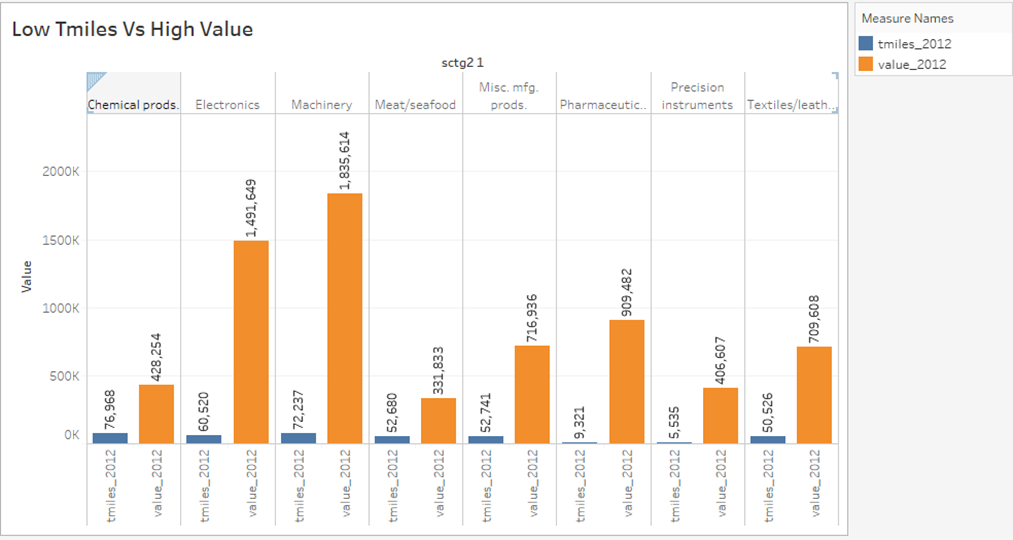 Low Tmiles Vs High Value
sctg2 1
Chemical prods.
Electronics
Machinery
Meat/seafood
Misc. mfg.
prods.
Pharmaceutic..
Precision
instruments
Textiles/leath..
Value
2000K
1500K
1000K
500K
0K
76,968
428,254
60,520
1,491,649
72,237
1,835,614
52,680
331,833
52,741
716,936
9,321
909,482
5,535
406,607
50,526
709,608
tmiles_2012
value_2012
tmiles_2012
value_2012
tmiles_2012
value_2012
tmiles_2012
value_2012
tmiles_2012
value_2012
tmiles_2012
value_2012
tmiles_2012
value_2012
tmiles_2012
value_2012
Measure Names
tmiles_2012
value_2012